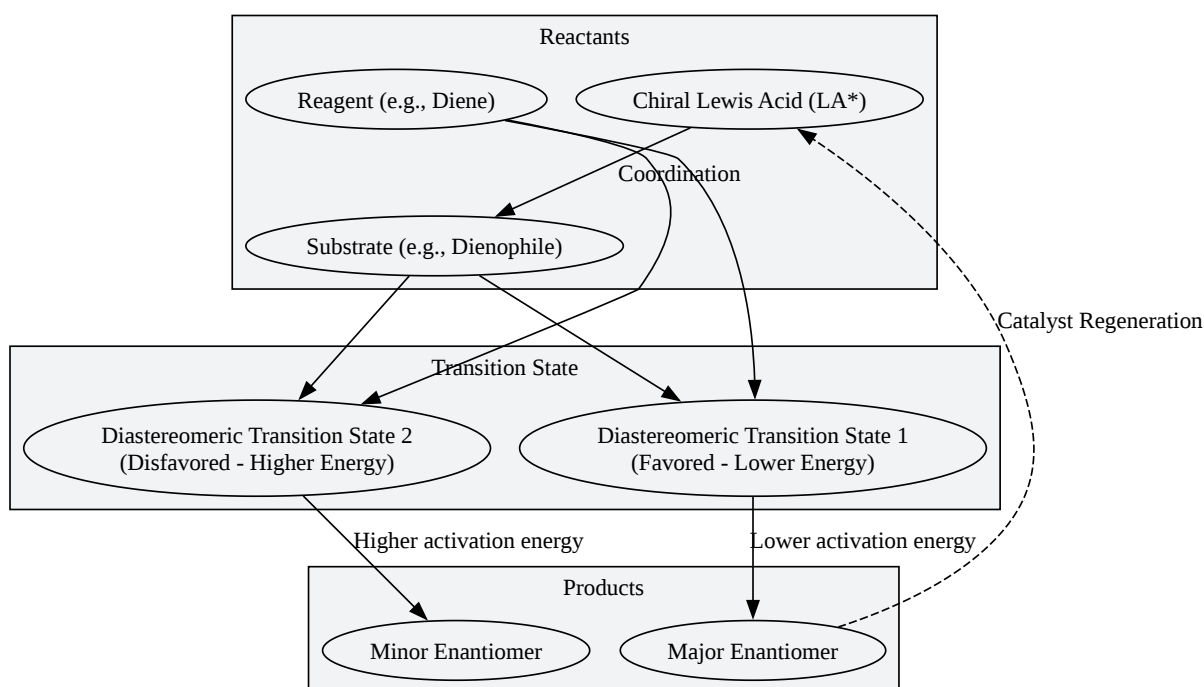 Reactants
Reagent (e.g., Diene)
Chiral Lewis Acid (LA*)
Coordination
Substrate (e.g., Dienophile)
Catalyst Regeneration
Transition State
Diastereomeric Transition State 2
(Disfavored - Higher Energy)
Diastereomeric Transition State 1
(Favored - Lower Energy)
Higher activation energy
Lower activation energy
Products
Minor Enantiomer
Major Enantiomer